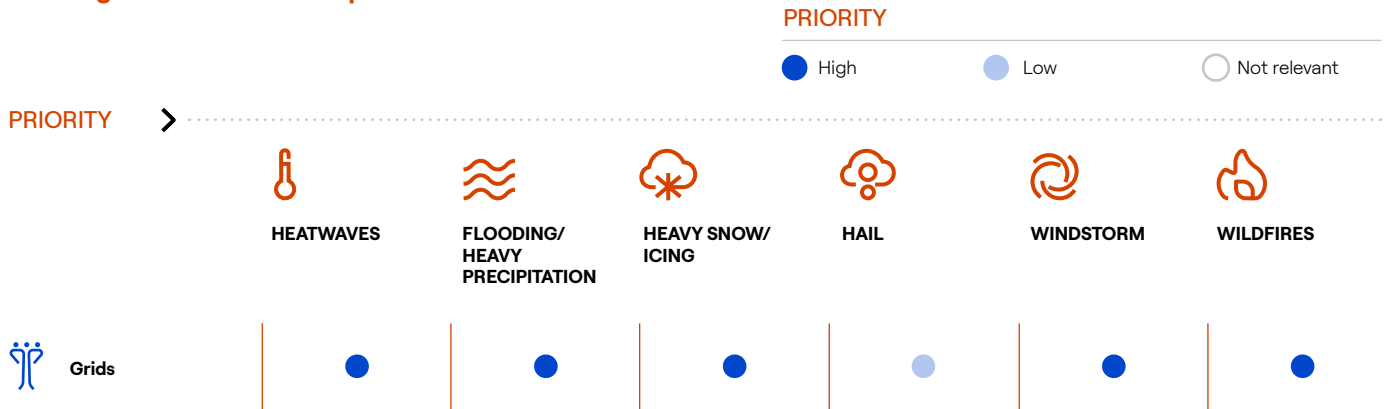 PRIORITY
High Low Not relevant
PRIORITY
HEATWAVES FLOODING/ HEAVY SNOW/ HAIL WINDSTORM WILDFIRES
HEAVY ICING
PRECIPITATION
Grids